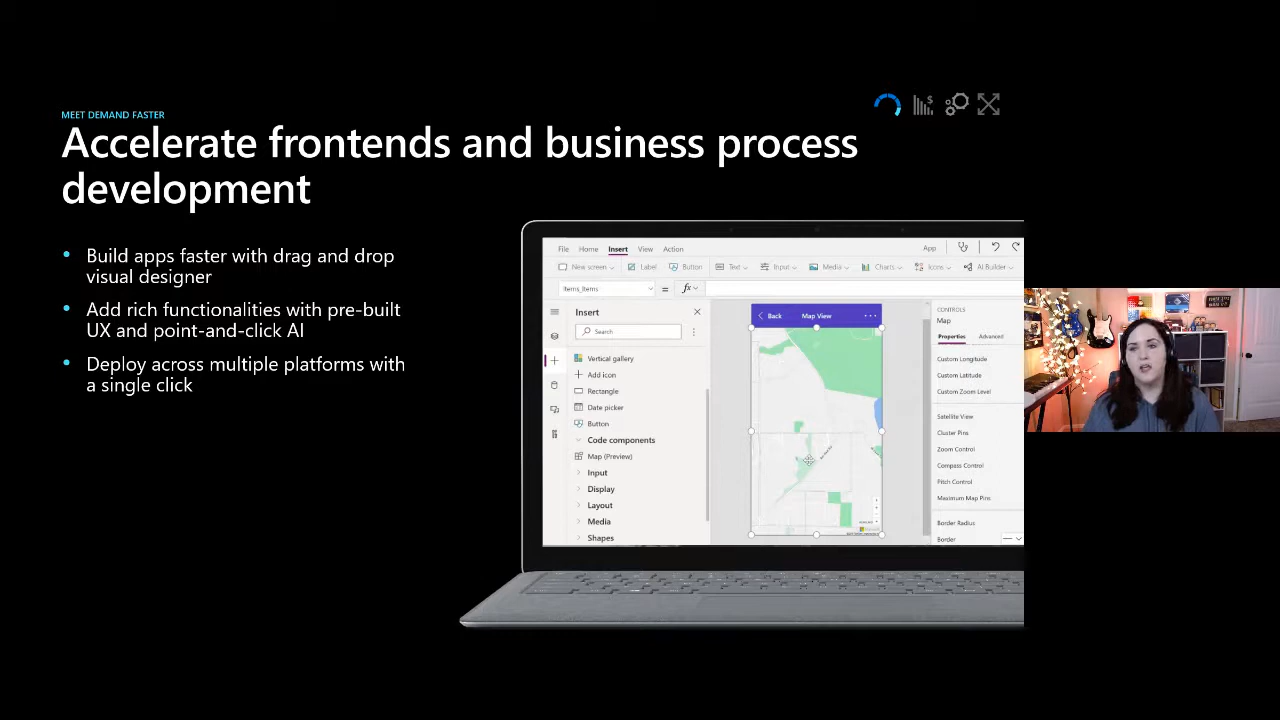 MEET DEMAND FASTER
Accelerate frontends and business process
development
• Build apps faster with drag and drop
visual designer
• Add rich functionalities with pre-built
UX and point-and-click AI
• Deploy across multiple platforms with
a single click
File Home Insert View Action App
New screen Label Button Text Input Media Charts Icons AI Builder
Items_Items = fx
Insert
Search
Vertical gallery
Add icon
Rectangle
Date picker
Button
Code components
Map (Preview)
Input
Display
Layout
Media
Shapes
Back Map View
CONTROLS
Map
Properties Advanced
Custom Longitude
Custom Latitude
Custom Zoom Level
Satellite View
Cluster Pins
Zoom Control
Compass Control
Pitch Control
Maximum Map Pins
Border Radius
Border